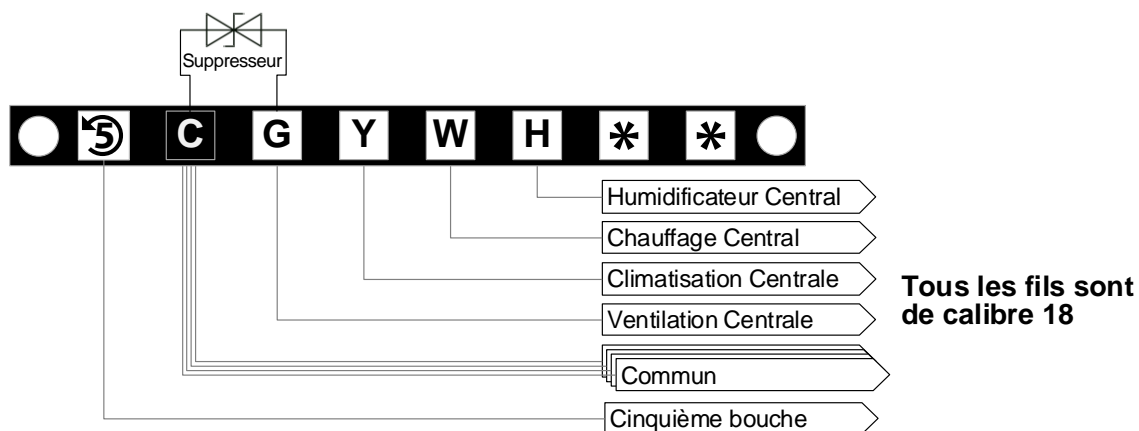 Suppresseur
5 C G Y W H * *
Humidificateur Central
Chauffage Central
Climatisation Centrale
Ventilation Centrale
Commun
Cinquième bouche
Tous les fils sont
de calibre 18